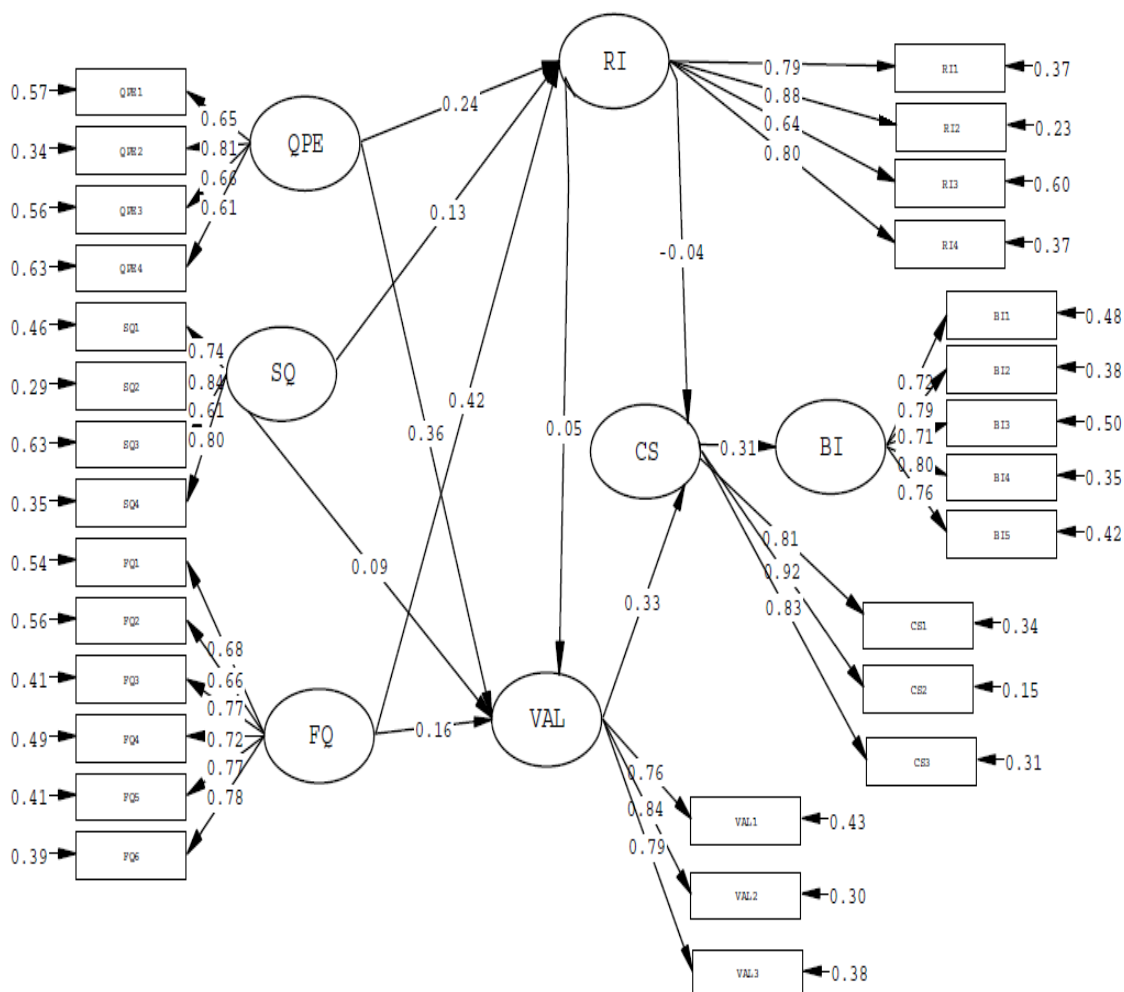 RI
0.79
RI1
0.37
0.88
RI2
0.23
0.64
RI3
0.60
0.80
RI4
0.37
0.57
QPE1
0.65
0.34
QPE2
0.81
0.56
QPE3
0.66
0.63
QPE4
0.61
QPE
0.24
0.13
-0.04
0.46
SQ1
0.74
0.29
SQ2
0.84
0.63
SQ3
0.61
0.35
SQ4
0.80
SQ
0.42
0.36
0.05
0.09
CS
0.31
BI
0.72
BI1
0.48
0.79
BI2
0.38
0.71
BI3
0.50
0.80
BI4
0.35
0.76
BI5
0.42
0.81
CS1
0.34
0.92
CS2
0.15
0.83
CS3
0.31
0.33
0.54
FQ1
0.68
0.56
FQ2
0.66
0.41
FQ3
0.77
0.49
FQ4
0.72
0.41
FQ5
0.77
0.39
FQ6
0.78
FQ
0.16
VAL
0.76
VAL1
0.43
0.84
VAL2
0.30
0.79
VAL3
0.38